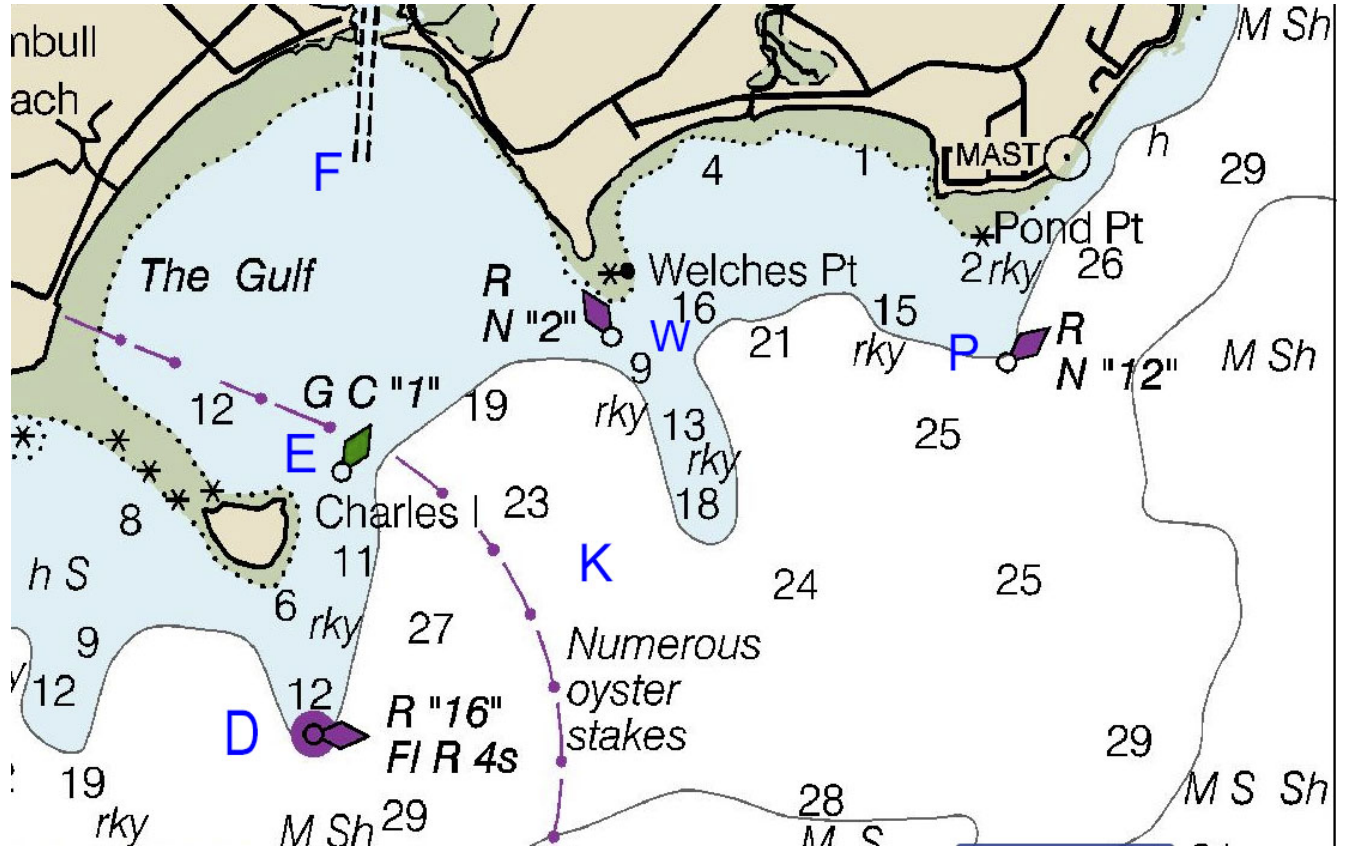 M Sh
mbull
ach
h
MAST
29
F
4
1
Pond Pt
2 rky
26
The Gulf
R
N "2"
Welches Pt
16
W
15
rky
21
P
R
N "12"
M Sh
9
rky
12
G C "1"
19
13
rky
25
E
Charles I
23
18
8
11
h S
K
24
25
6
rky
27
9
12
Numerous
oyster
stakes
12
D
R "16"
Fl R 4s
29
19
rky
M Sh
29
28
M S
M S Sh